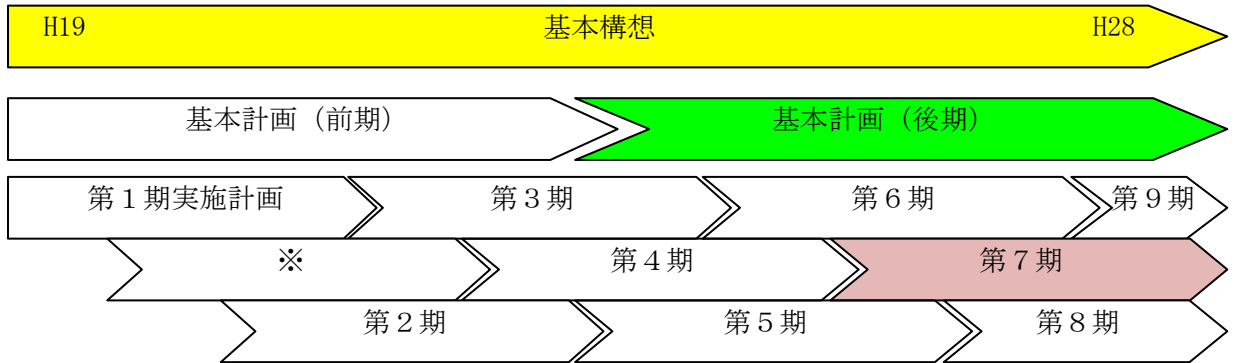 H19 基本構想 H28
基本計画（前期） 基本計画（後期）
第１期実施計画 第３期 第６期 第９期
※ 第４期 第７期
第２期 第５期 第８期